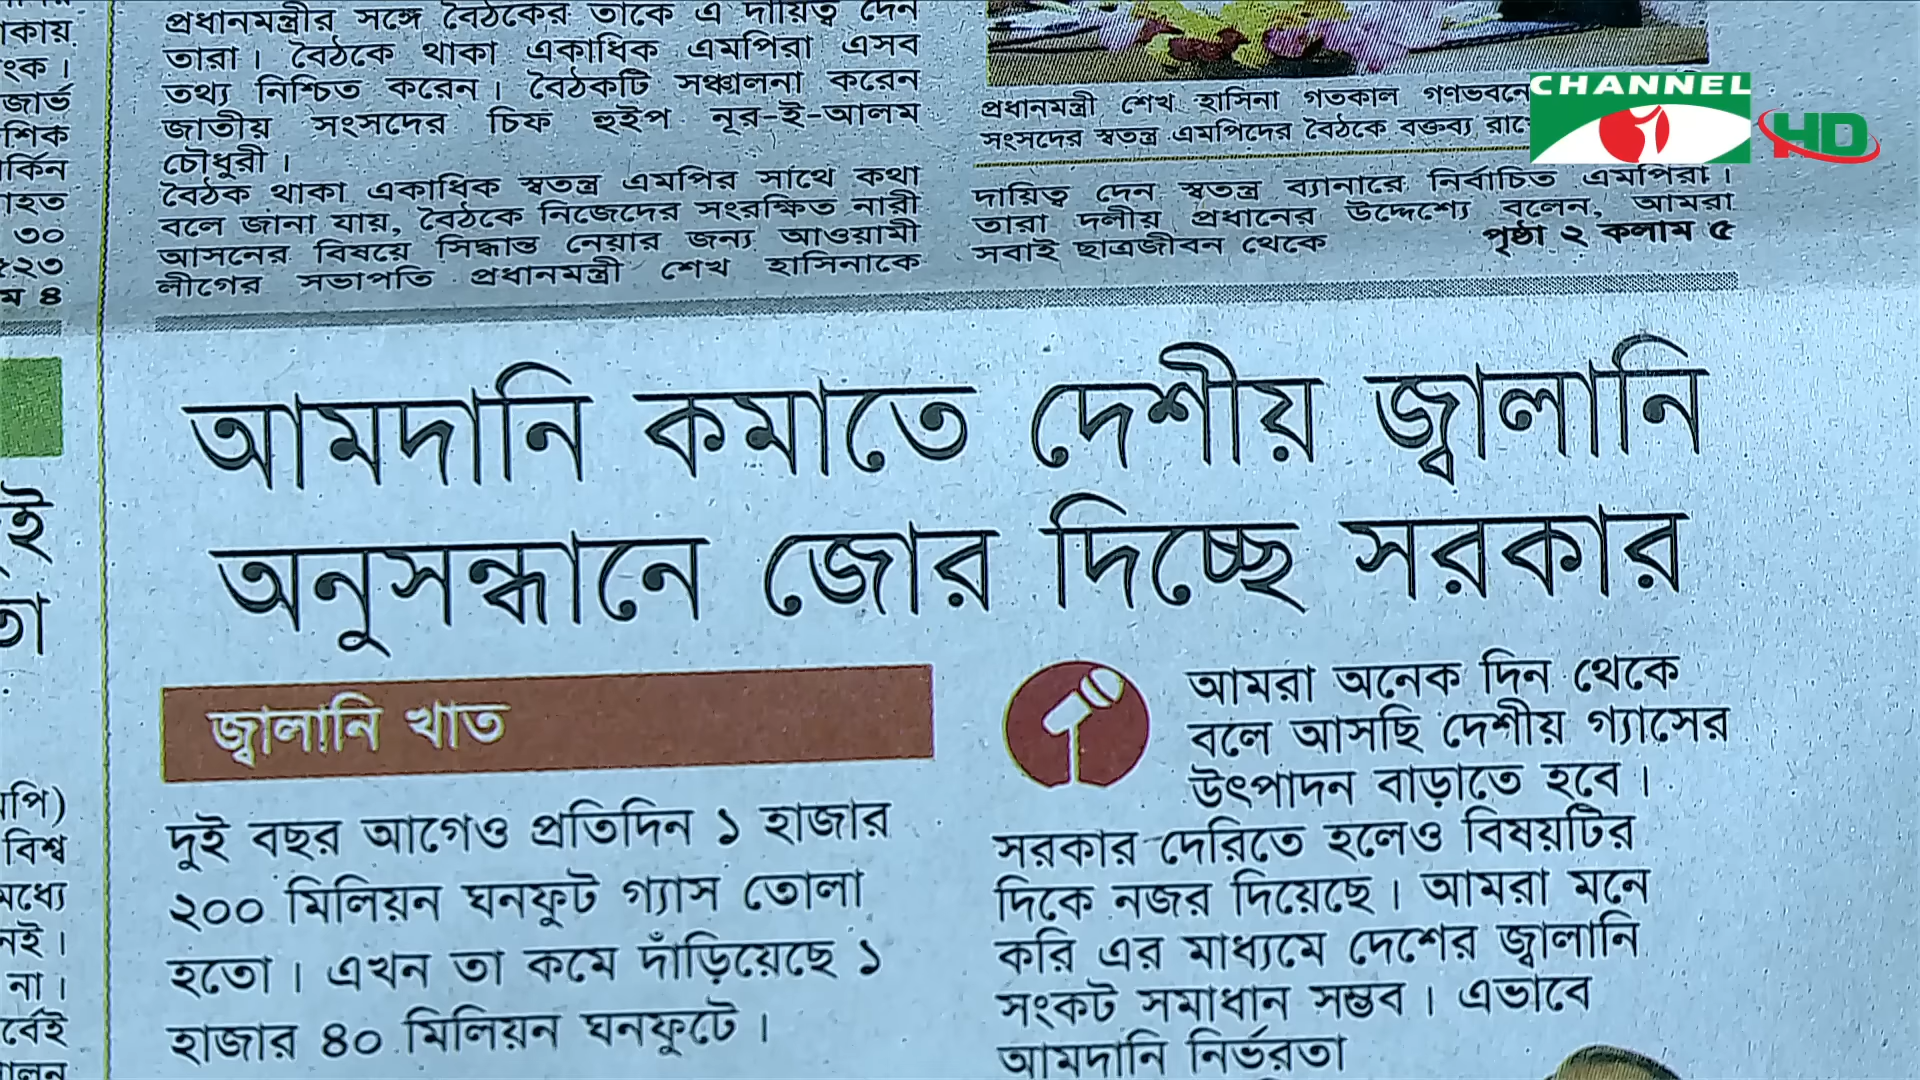 প্রধানমন্ত্রীর সঙ্গে বৈঠকের তাকে এ দায়িত্ব দেন
তারা। বৈঠকে থাকা একাধিক এমপিরা এসব
তথ্য নিশ্চিত করেন। বৈঠকটি সঞ্চালনা করেন
জাতীয় সংসদের চিফ হুইপ নূর-ই-আলম
চৌধুরী।
বৈঠক থাকা একাধিক স্বতন্ত্র এমপির সাথে কথা
বলে জানা যায়, বৈঠকে নিজেদের সংরক্ষিত নারী
আসনের বিষয়ে সিদ্ধান্ত নেয়ার জন্য আওয়ামী
লীগের সভাপতি প্রধানমন্ত্রী শেখ হাসিনাকে
প্রধানমন্ত্রী শেখ হাসিনা গতকাল গণভবনে
সংসদের স্বতন্ত্র এমপিদের বৈঠকে বক্তব্য
দায়িত্ব দেন স্বতন্ত্র ব্যানারে নির্বাচিত এমপিরা।
তারা দলীয় প্রধানের উদ্দেশ্যে বলেন, আমরা
সবাই ছাত্রজীবন থেকে পৃষ্ঠা ২ কলাম ৫
CHANNEL i HD
আমদানি কমাতে দেশীয় জ্বালানি
অনুসন্ধানে জোর দিচ্ছে সরকার
জ্বালানি খাত
দুই বছর আগেও প্রতিদিন ১ হাজার
২০০ মিলিয়ন ঘনফুট গ্যাস তোলা
হতো। এখন তা কমে দাঁড়িয়েছে ১
হাজার ৪০ মিলিয়ন ঘনফুটে।
আমরা অনেক দিন থেকে
বলে আসছি দেশীয় গ্যাসের
উৎপাদন বাড়াতে হবে।
সরকার দেরিতে হলেও বিষয়টির
দিকে নজর দিয়েছে। আমরা মনে
করি এর মাধ্যমে দেশের জ্বালানি
সংকট সমাধান সম্ভব। এভাবে
আমদানি নির্ভরতা